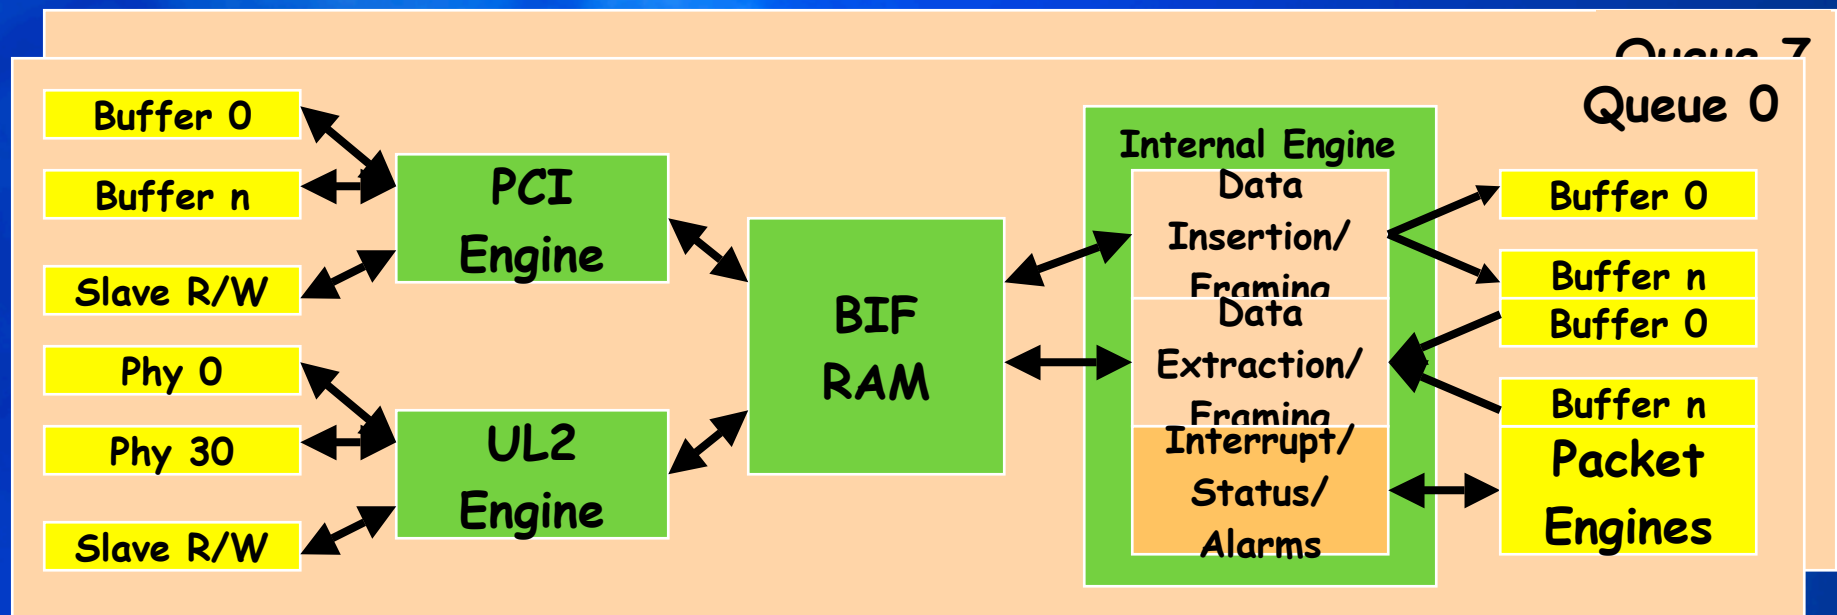 Queue 7
Queue 0
Buffer 0
Buffer n
Slave R/W
Phy 0
Phy 30
Slave R/W
PCI
Engine
UL2
Engine
BIF
RAM
Internal Engine
Data
Insertion/
Framing
Data
Extraction/
Framing
Interrupt/
Status/
Alarms
Buffer 0
Buffer n
Buffer 0
Buffer n
Packet
Engines